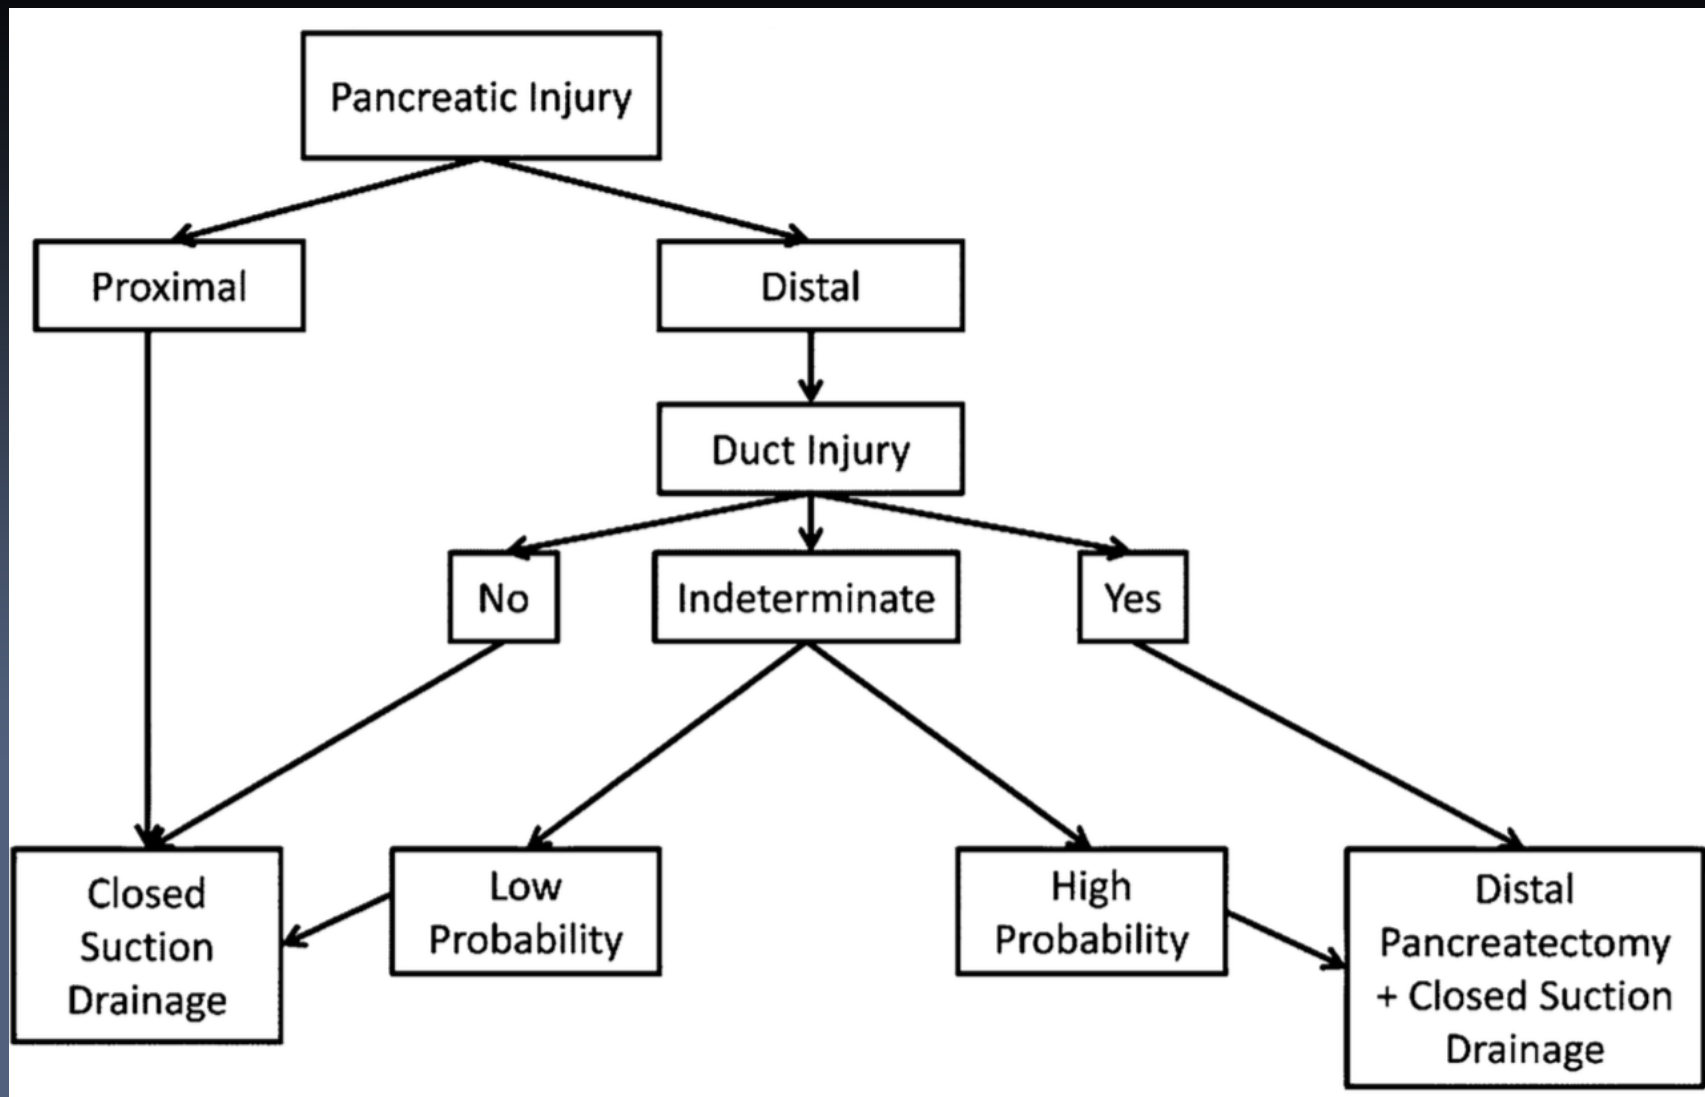 Pancreatic Injury
Proximal
Distal
Duct Injury
No
Indeterminate
Yes
Closed
Suction
Drainage
Low
Probability
High
Probability
Distal
Pancreatectomy
+ Closed Suction
Drainage